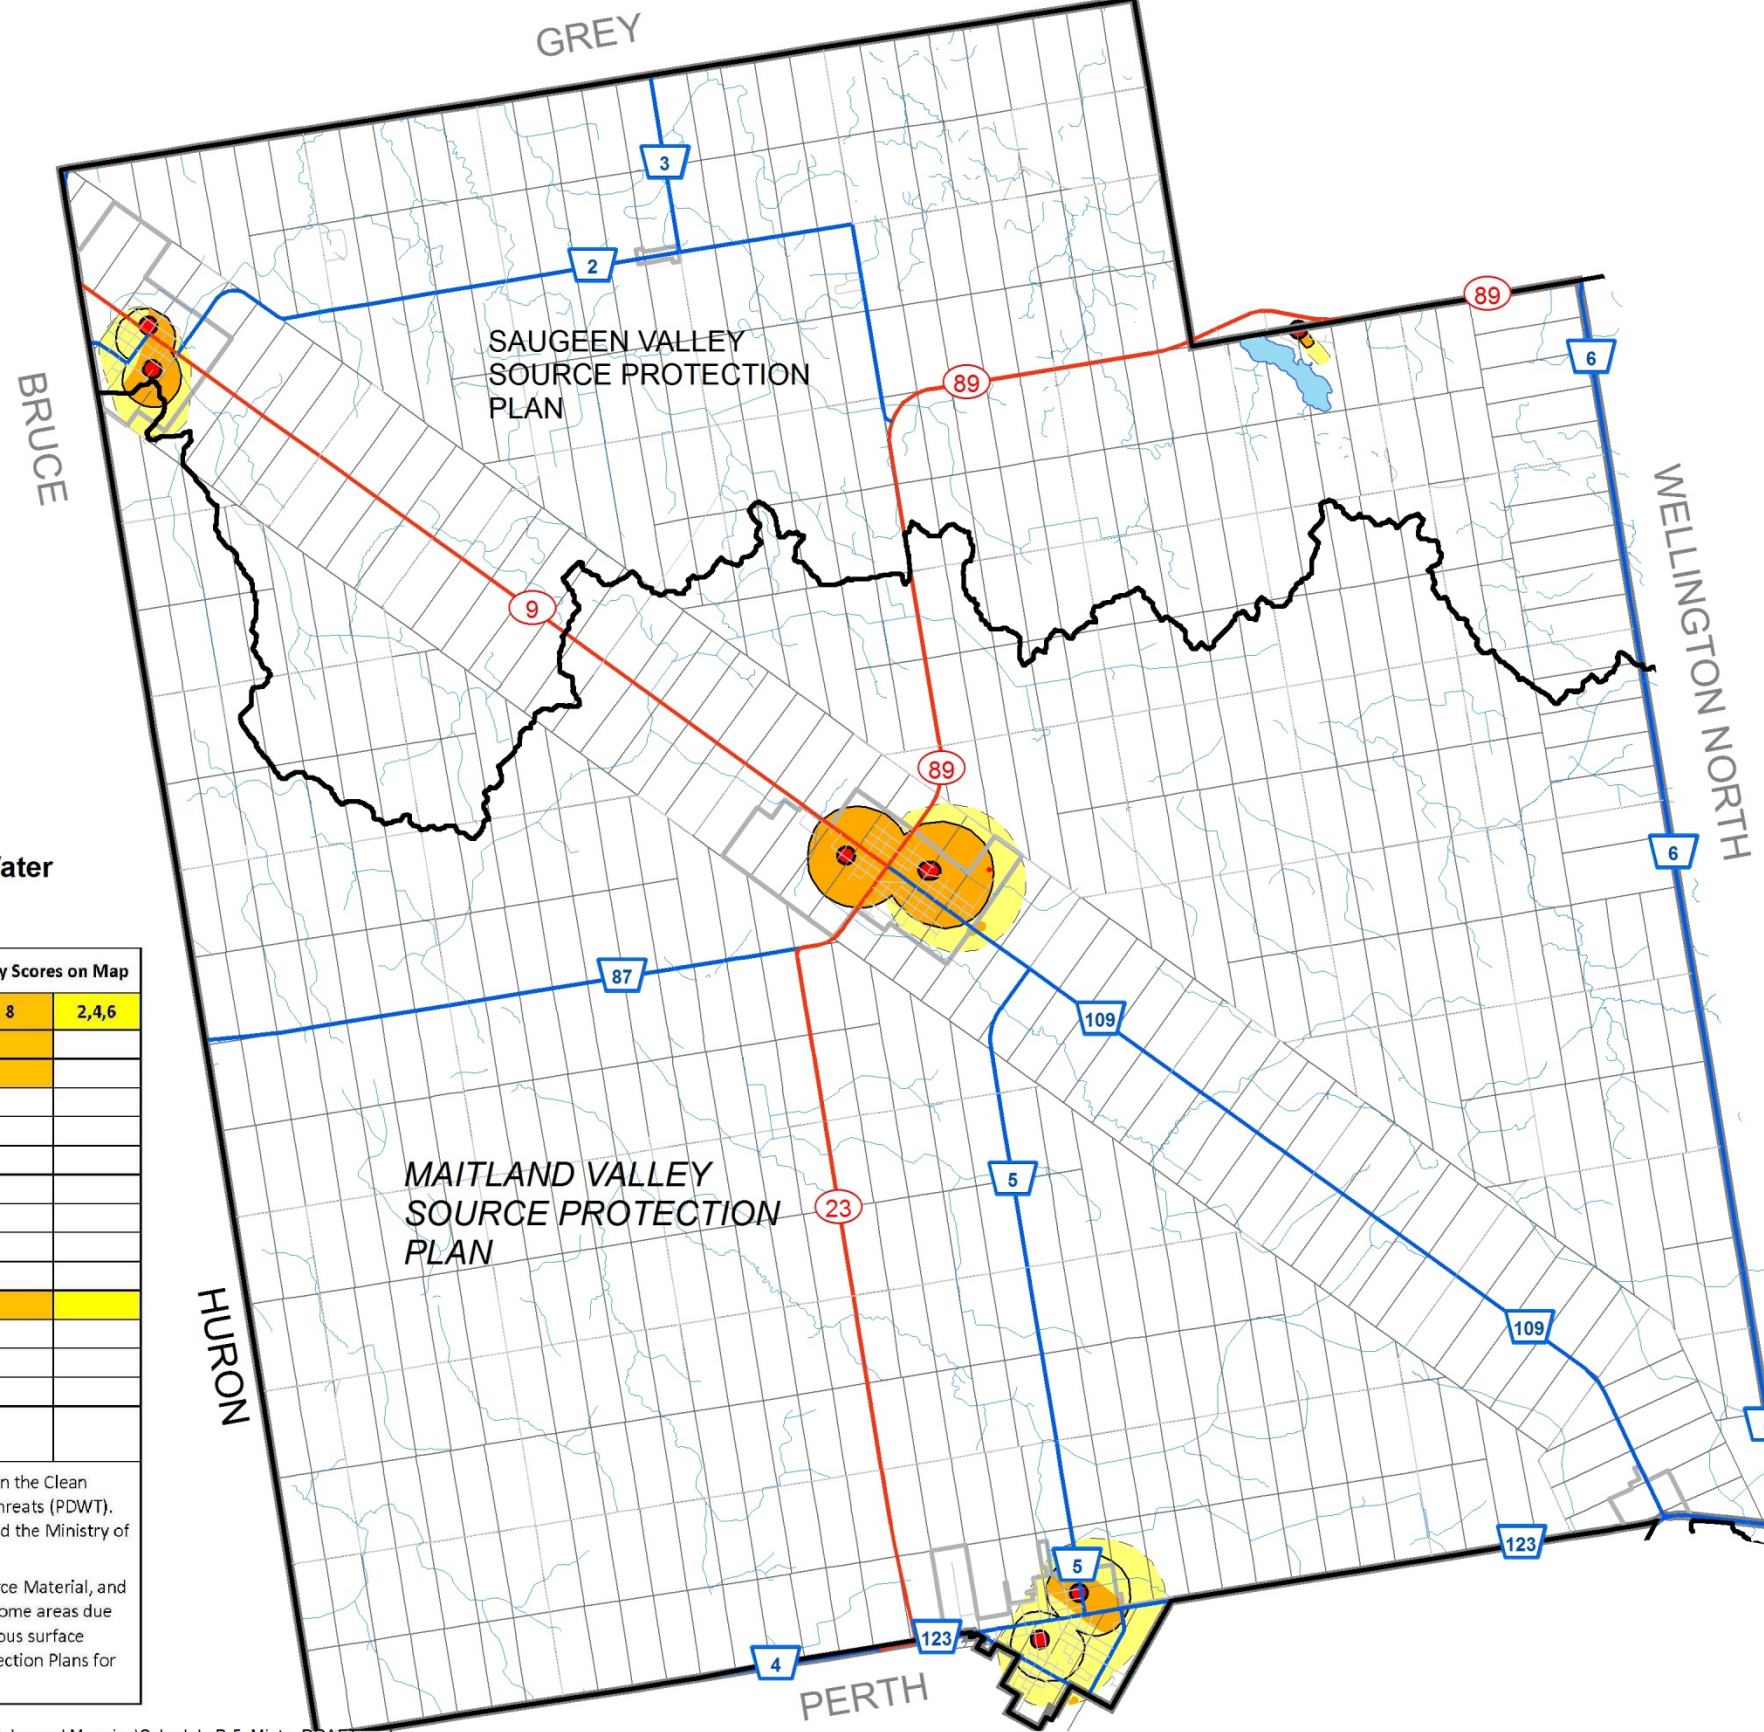 GREY
3
2
89
SAUGEEN VALLEY
SOURCE PROTECTION
PLAN
89
6
BRUCE
WELLINGTON NORTH
9
89
6
ater
87
109
y Scores on Map
8 2,4,6
MAITLAND VALLEY
SOURCE PROTECTION
PLAN
5
23
HURON
109
n the Clean
hreats (PDWT).
d the Ministry of
rce Material, and
ome areas due
ous surface
ection Plans for
5
123
123
4
PERTH